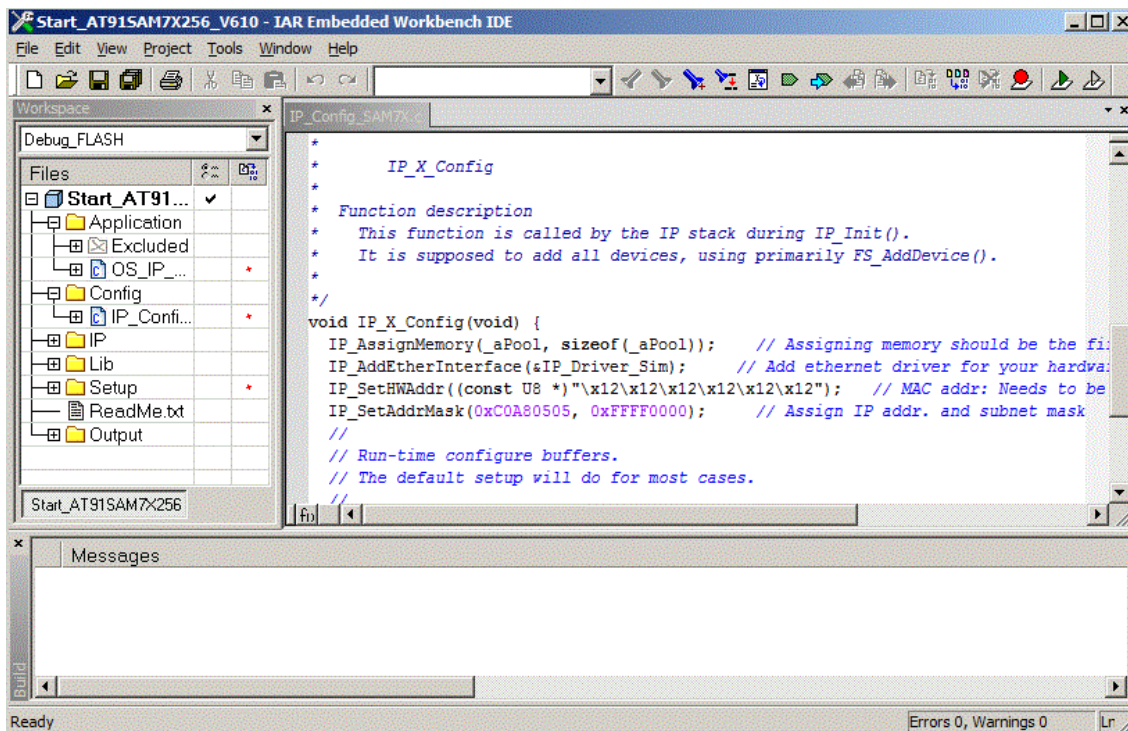 Start_AT91SAM7X256_V610 - IAR Embedded Workbench IDE
File Edit View Project Tools Window Help
Workspace
IP_Config_SAM7X.c
Debug_FLASH
Files
Start_AT91...
Application
Excluded
OS_IP_...
Config
IP_Confi...
IP
Lib
Setup
ReadMe.txt
Output
Start_AT91SAM7X256
*
* IP_X_Config
*
* Function description
* This function is called by the IP stack during IP_Init().
* It is supposed to add all devices, using primarily FS_AddDevice().
*
*/
void IP_X_Config(void) {
IP_AssignMemory(_aPool, sizeof(_aPool)); // Assigning memory should be the fi
IP_AddEtherInterface(&IP_Driver_Sim); // Add ethernet driver for your hardwa
IP_SetHWAddr((const U8 *)"\x12\x12\x12\x12\x12\x12"); // MAC addr: Needs to be
IP_SetAddrMask(0xC0A80505, 0xFFFF0000); // Assign IP addr. and subnet mask
//
// Run-time configure buffers.
// The default setup will do for most cases.
//
Messages
Build
Ready
Errors 0, Warnings 0
Ln